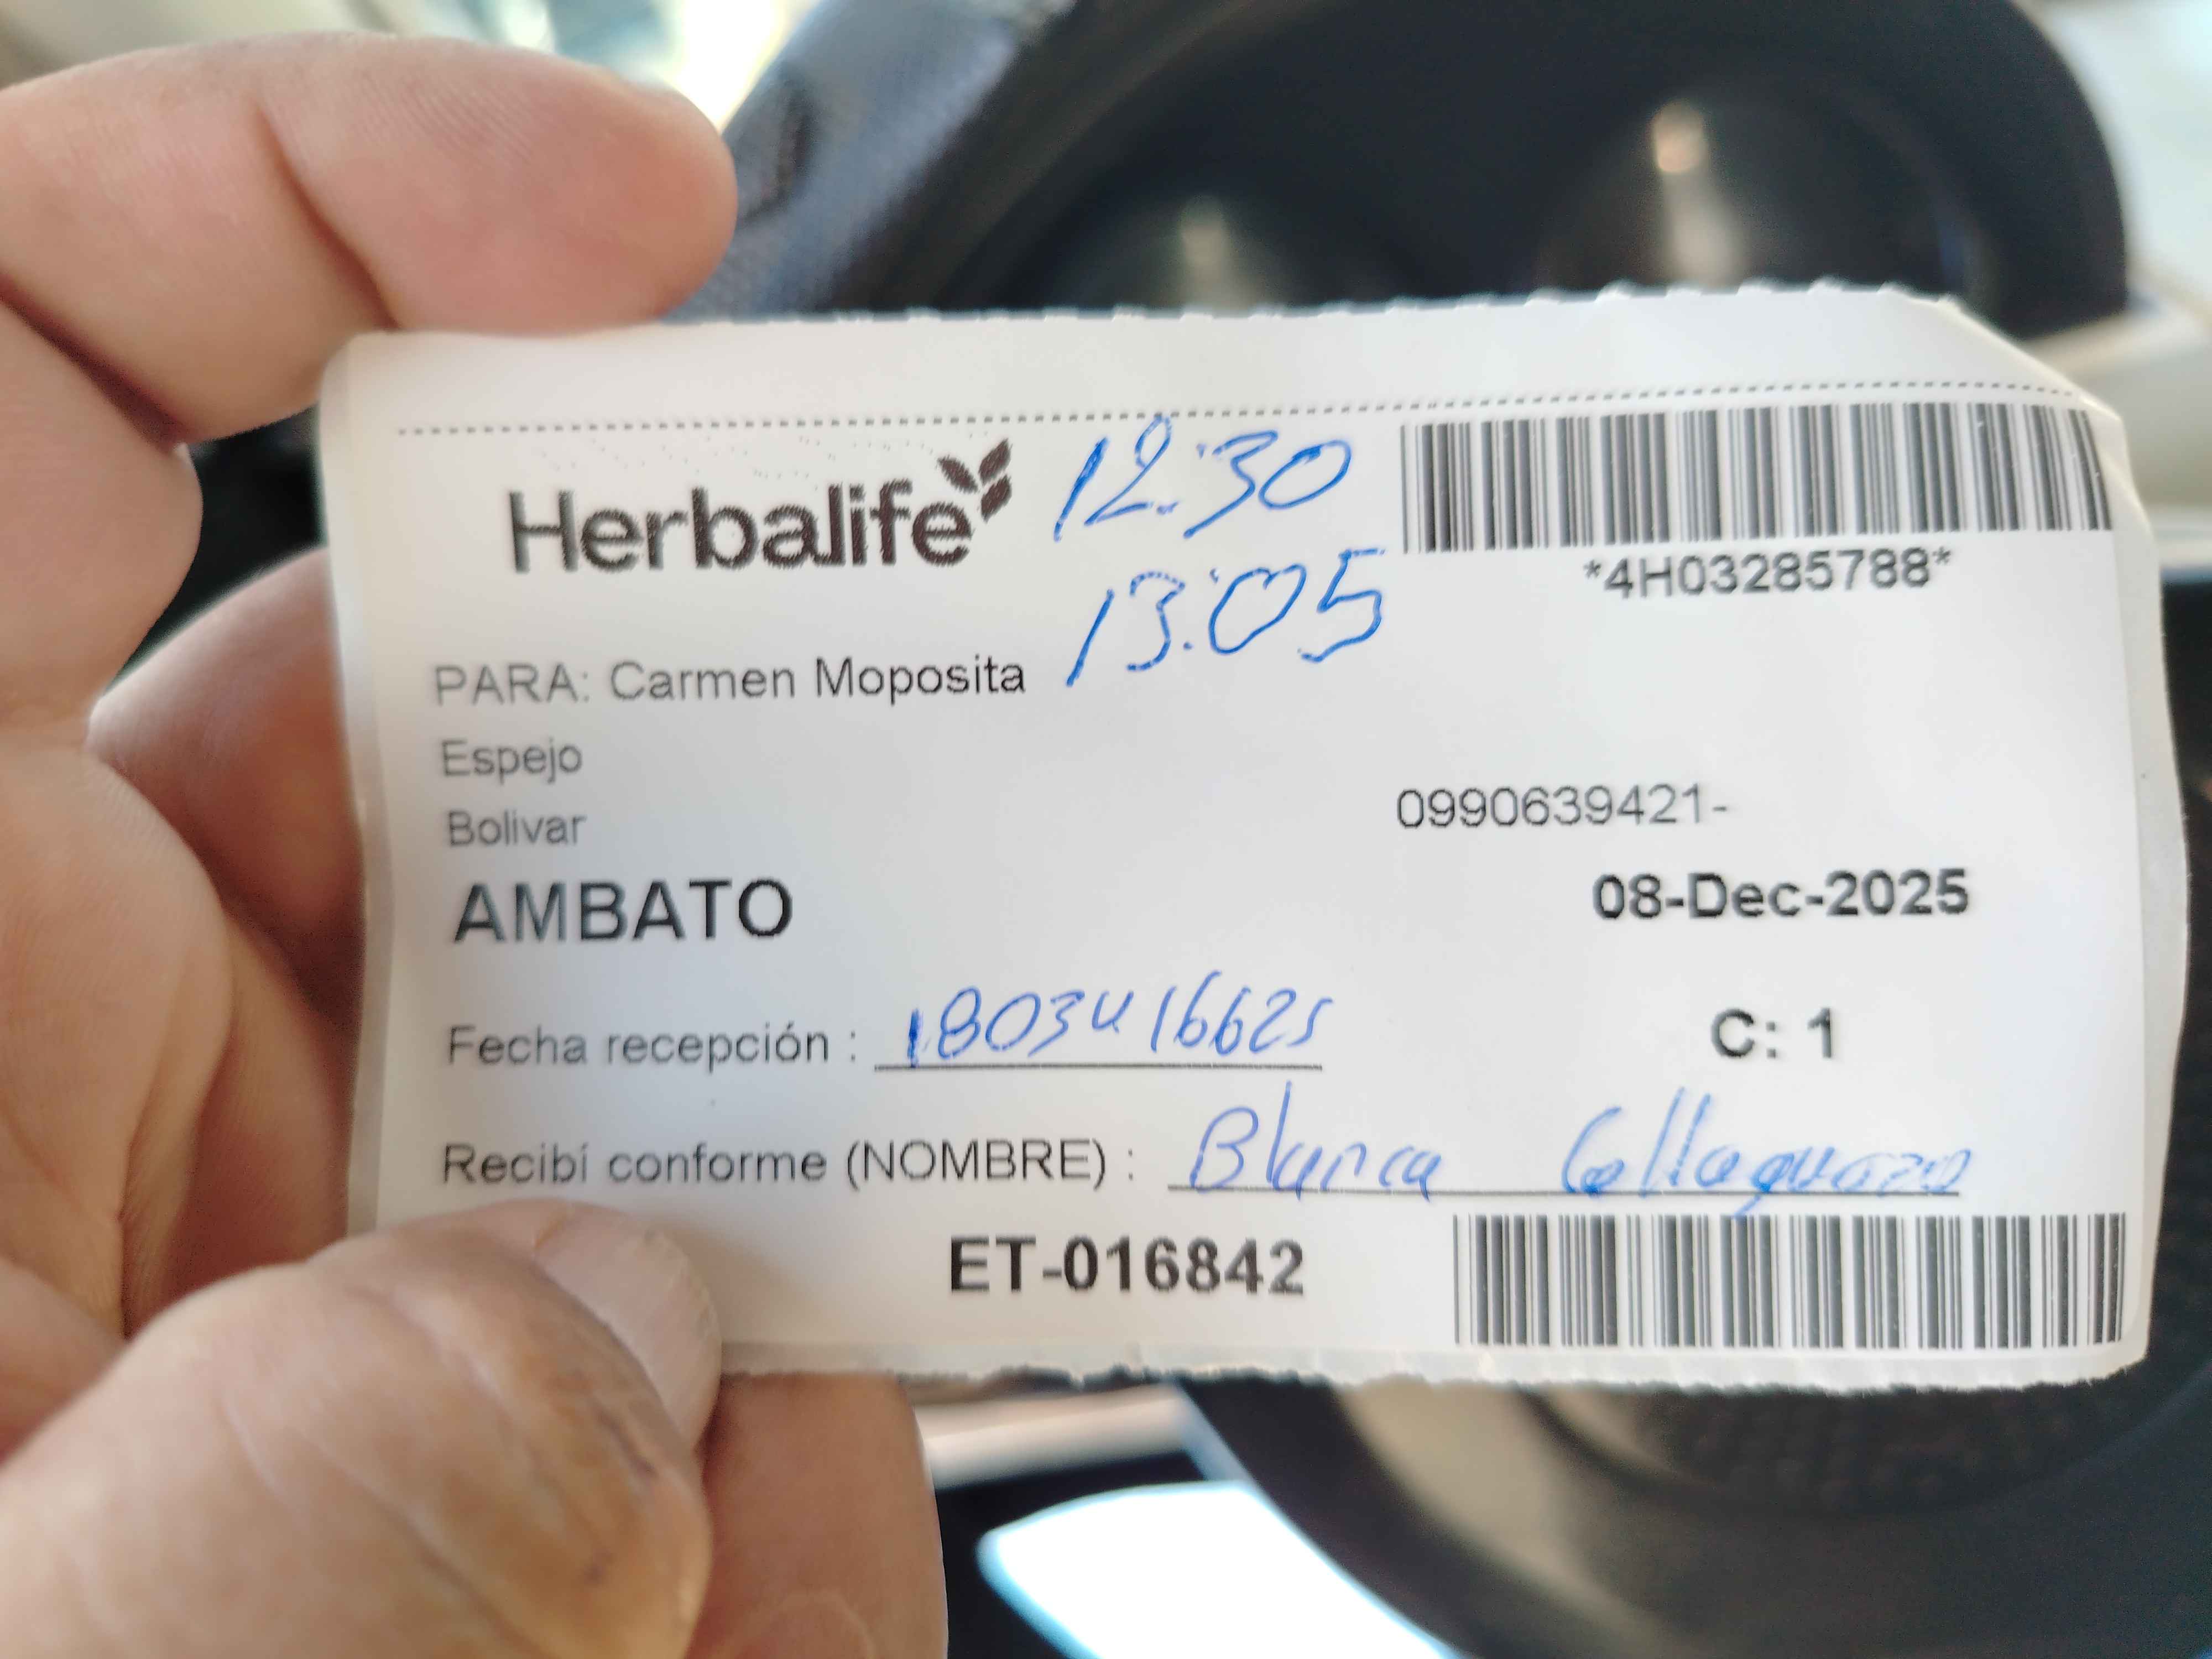 Herbalife 12:30
13:05
*4H03285788*
PARA: Carmen Moposita
Espejo
Bolivar
0990639421-
AMBATO
08-Dec-2025
Fecha recepción : 1803416625
C: 1
Recibí conforme (NOMBRE) : Blanca Collaguazo
ET-016842